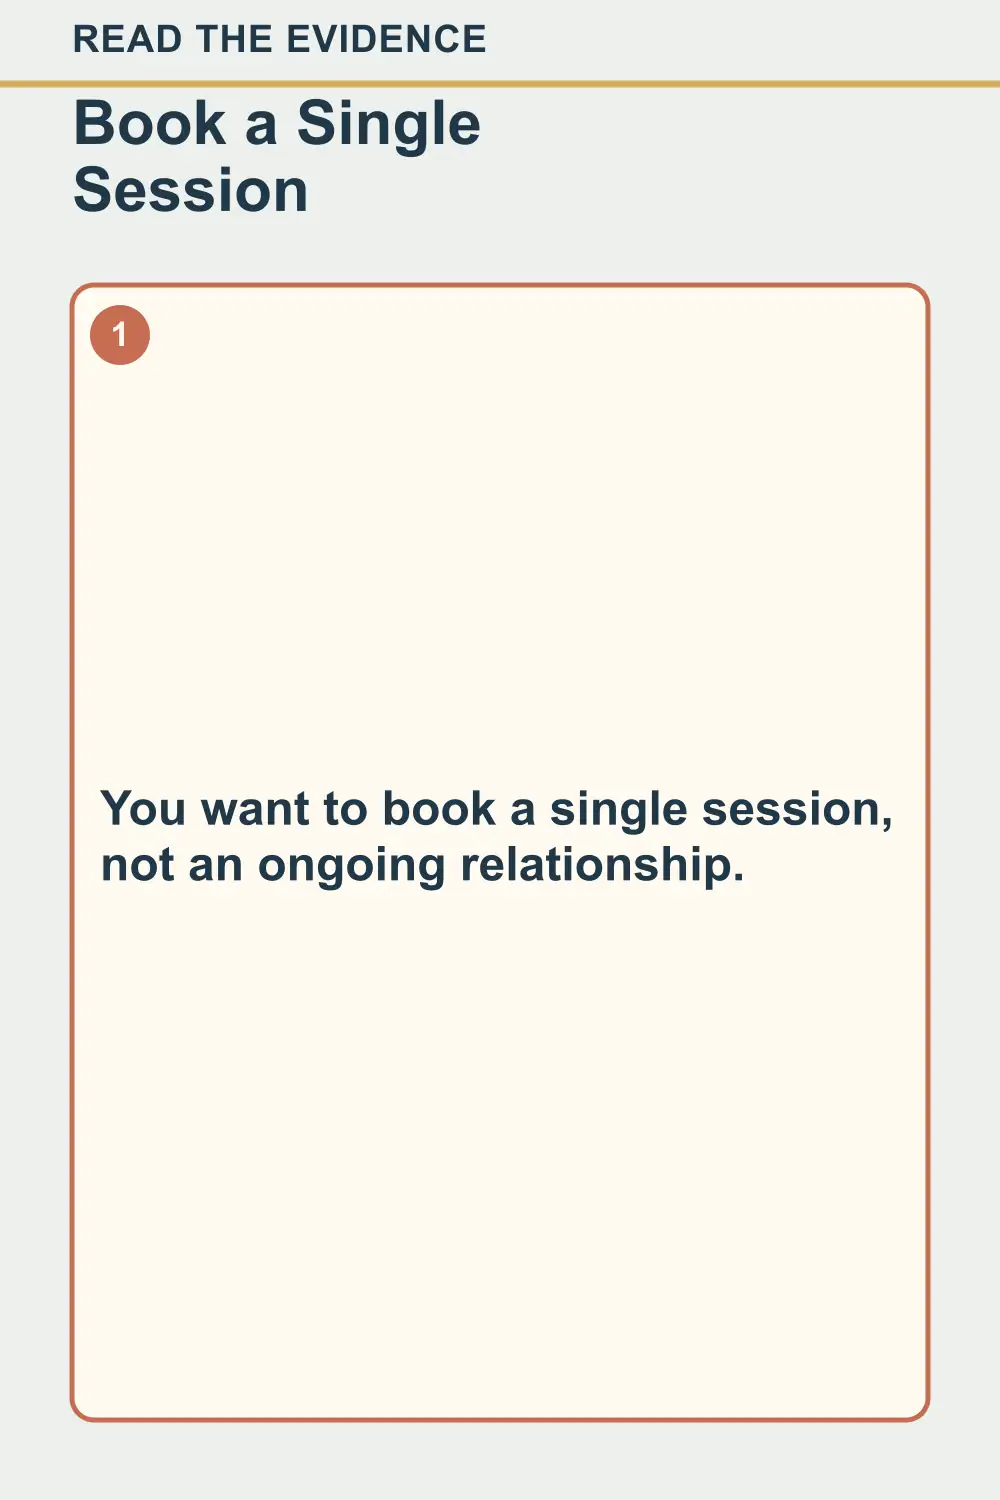 READ THE EVIDENCE
Book a Single
Session
1
You want to book a single session,
not an ongoing relationship.